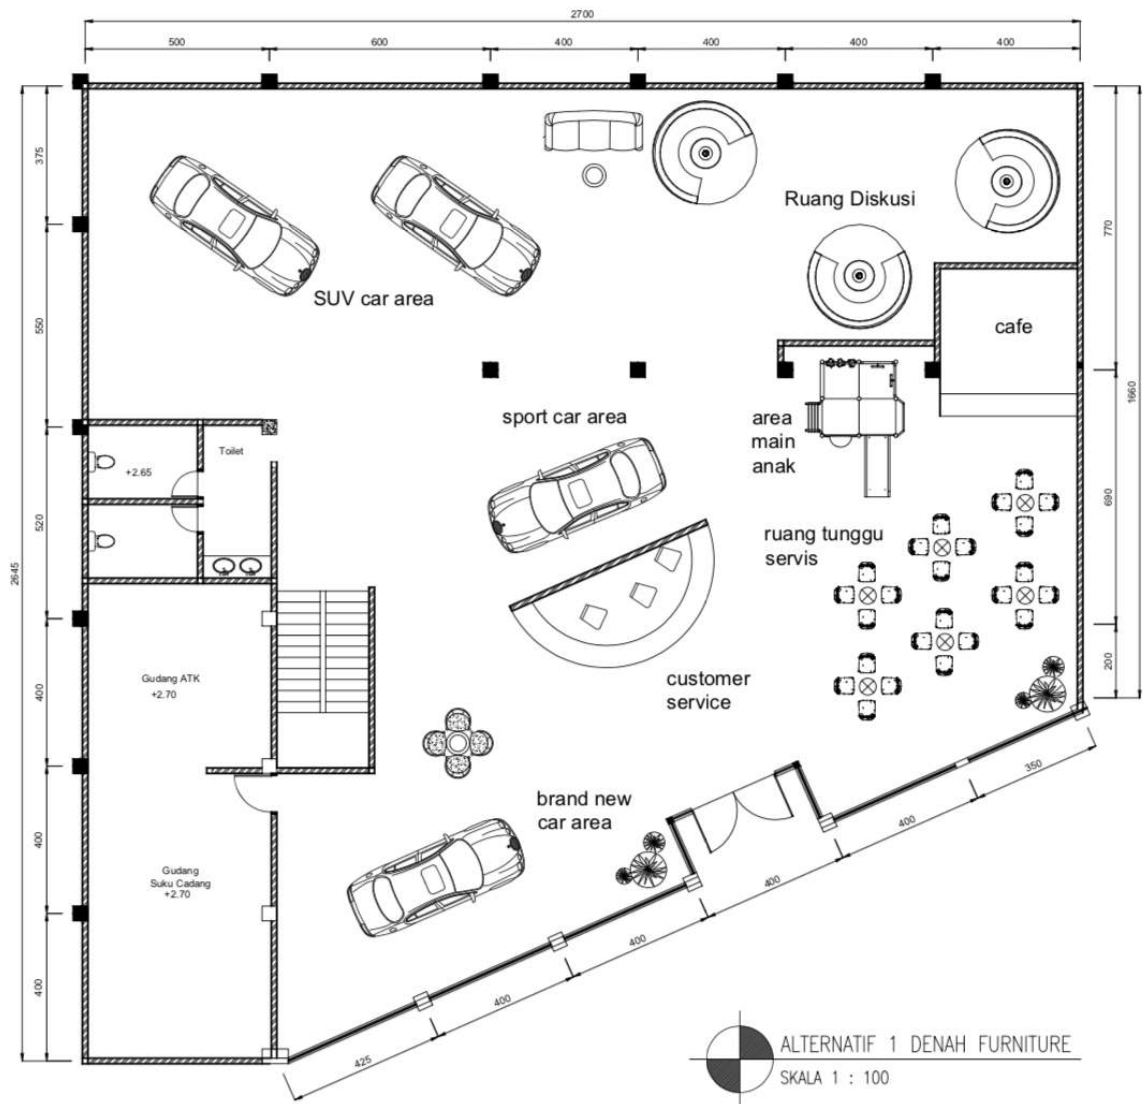 2700
500
600
400
400
400
400
375
550
520
400
400
400
2645
770
690
200
1660
Ruang Diskusi
SUV car area
cafe
sport car area
area
main
anak
Toilet
+2.65
ruang tunggu
servis
Gudang ATK
+2.70
customer
service
brand new
car area
Gudang
Suku Cadang
+2.70
350
400
400
400
400
425
ALTERNATIF 1 DENAH FURNITURE
SKALA 1 : 100